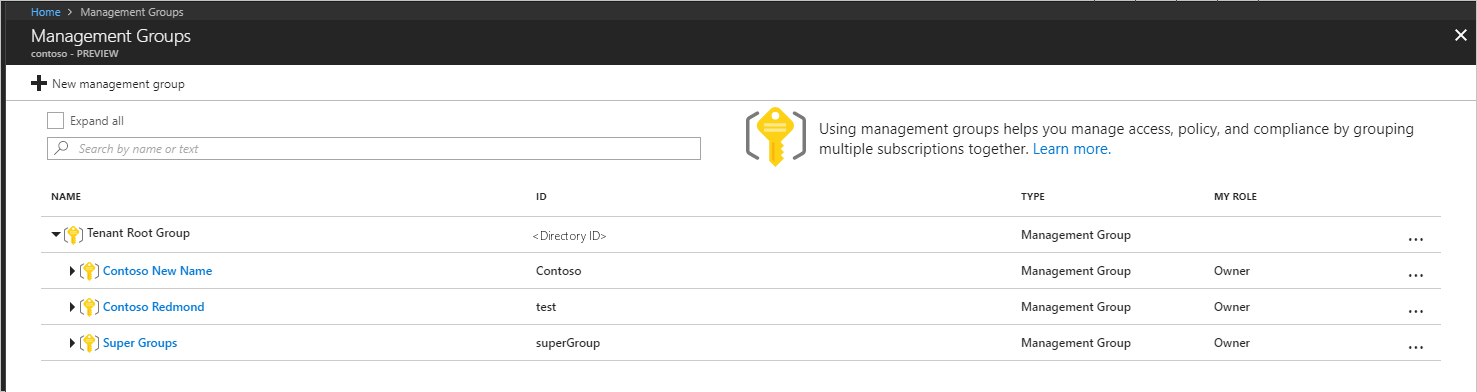 Home > Management Groups
Management Groups
contoso - PREVIEW
New management group
Expand all
Search by name or text
Using management groups helps you manage access, policy, and compliance by grouping
multiple subscriptions together. Learn more.
NAME ID TYPE MY ROLE
Tenant Root Group <Directory ID> Management Group ...
Contoso New Name Contoso Management Group Owner ...
Contoso Redmond test Management Group Owner ...
Super Groups superGroup Management Group Owner ...